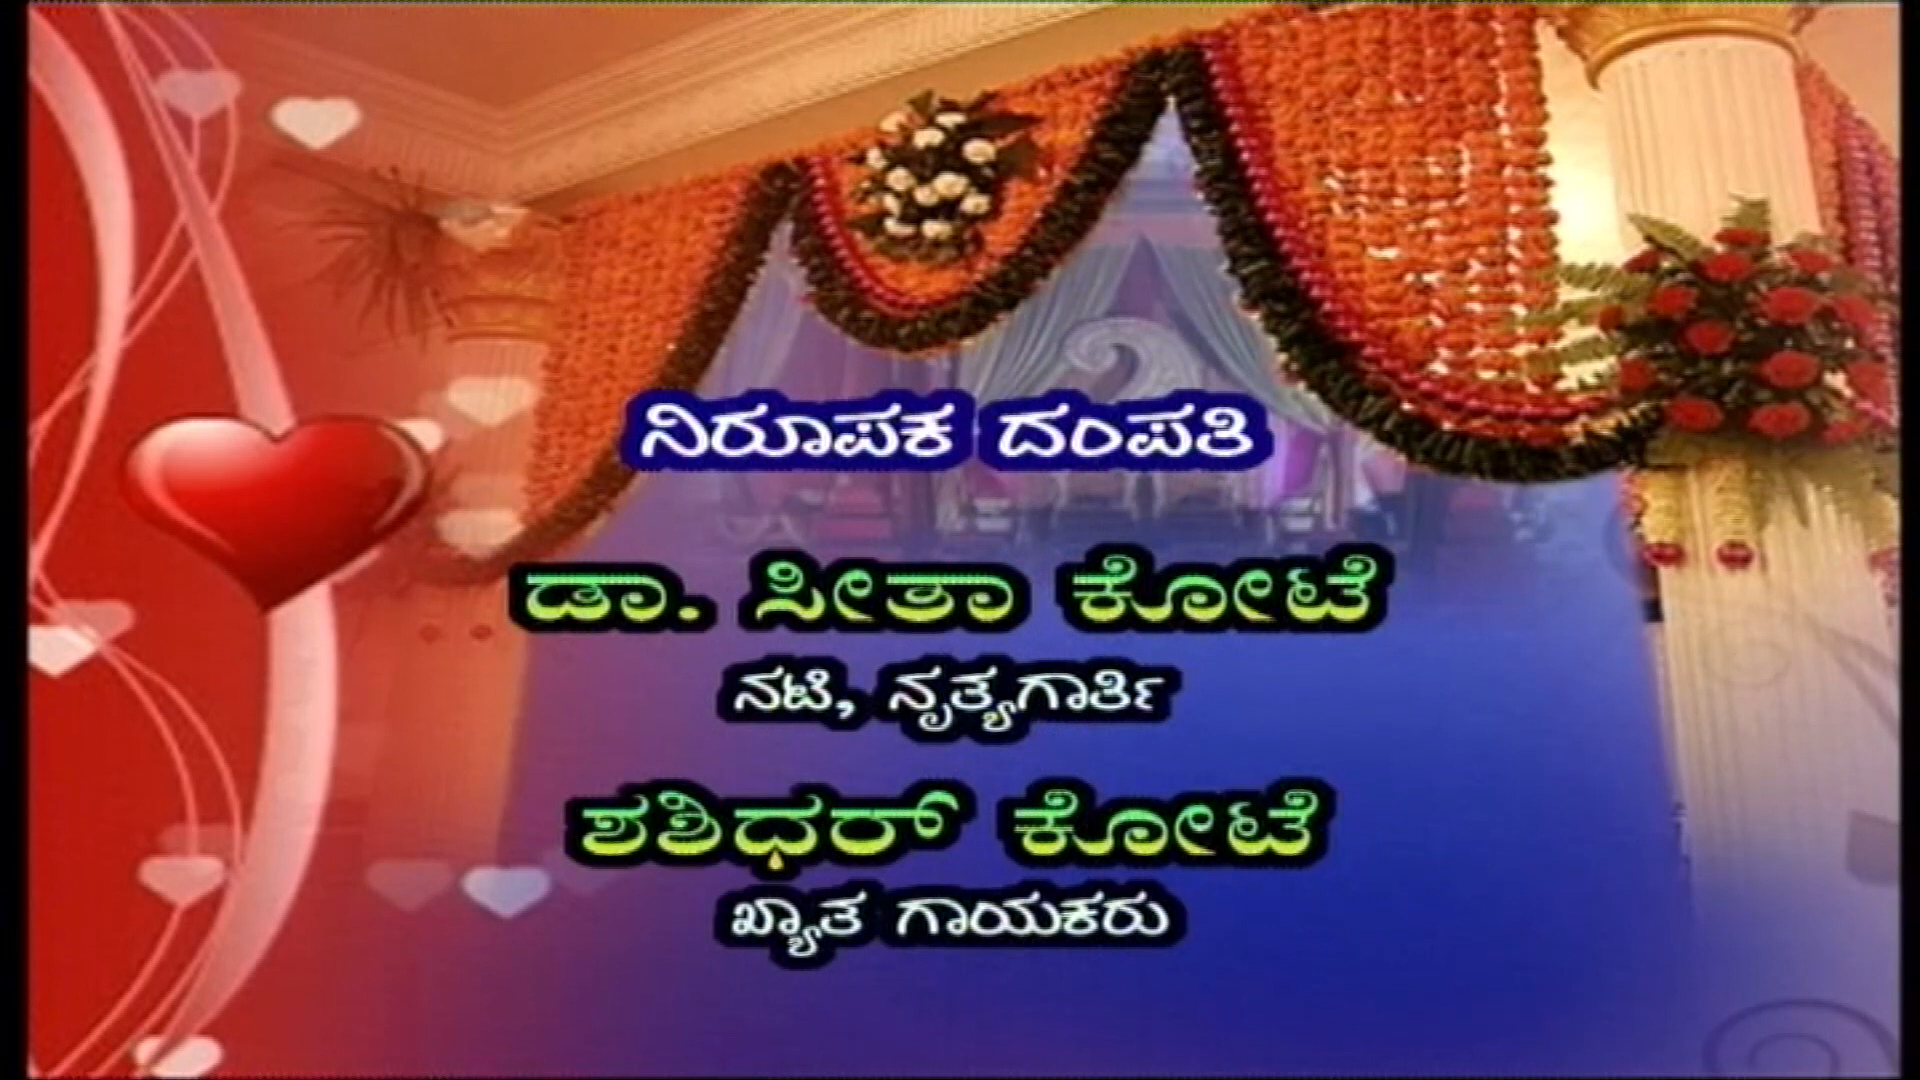 ನಿರೂಪಕ ದಂಪತಿ
ಡಾ. ಸೀತಾ ಕೋಟೆ
ನಟಿ, ನೃತ್ಯಗಾರ್ತಿ
ಶಶಿಧರ್ ಕೋಟೆ
ಖ್ಯಾತ ಗಾಯಕರು